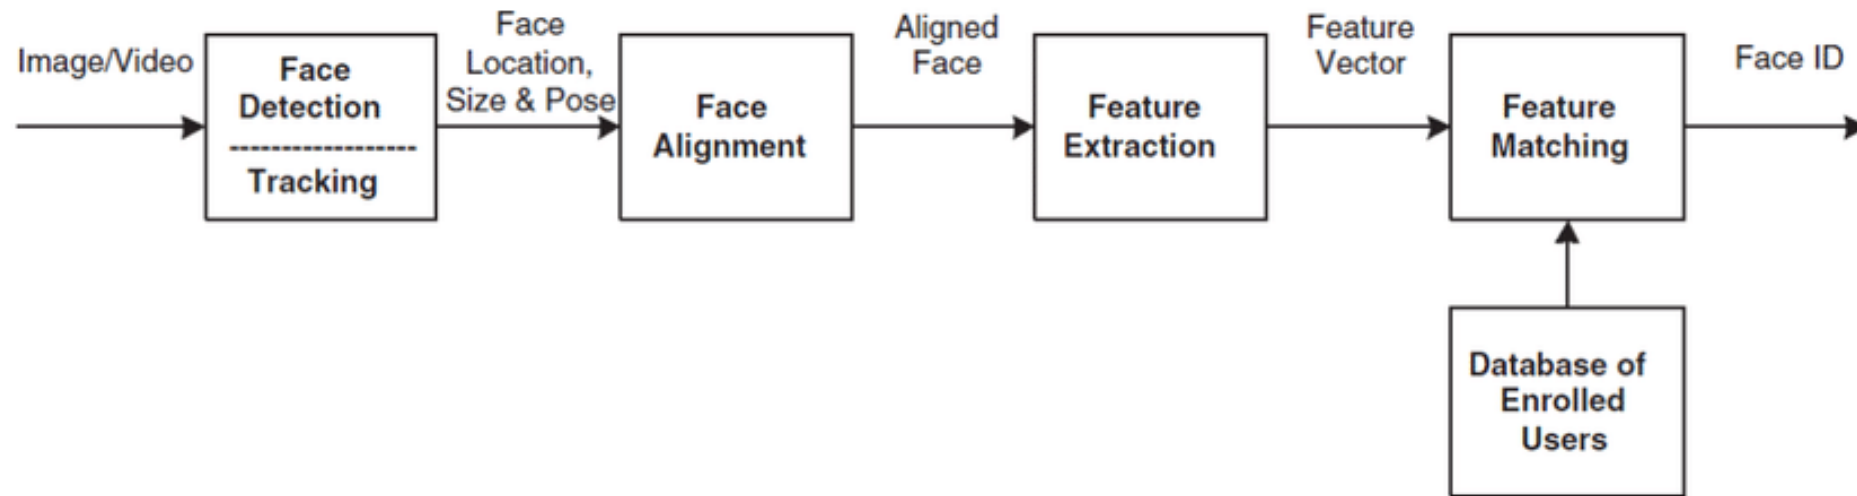 Image/Video
Face
Detection
------------------
Tracking
Face
Location,
Size & Pose
Face
Alignment
Aligned
Face
Feature
Extraction
Feature
Vector
Feature
Matching
Face ID
Database of
Enrolled
Users